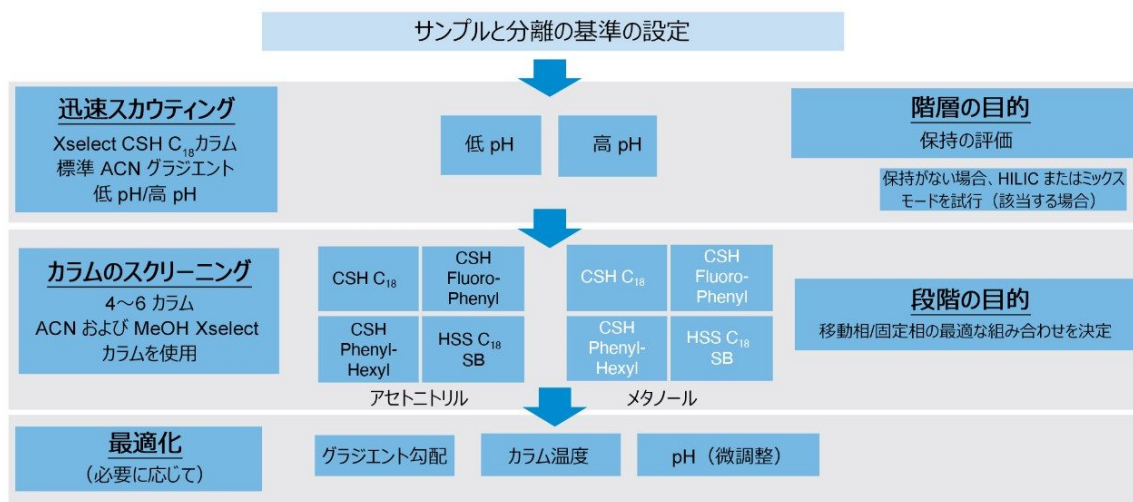 サンプルと分離の基準の設定
迅速スカウティング
Xselect CSH C₁₈カラム
標準 ACN グラジエント
低 pH/高 pH
低 pH
高 pH
階層の目的
保持の評価
保持がない場合、HILIC またはミックス
モードを試行（該当する場合）
カラムのスクリーニング
4～6 カラム
ACN および MeOH Xselect
カラムを使用
CSH C₁₈
CSH
Fluoro-
Phenyl
CSH
Phenyl-
Hexyl
HSS C₁₈
SB
アセトニトリル
CSH C₁₈
CSH
Fluoro-
Phenyl
CSH
Phenyl-
Hexyl
HSS C₁₈
SB
メタノール
段階の目的
移動相/固定相の最適な組み合わせを決定
最適化
（必要に応じて）
グラジエント勾配
カラム温度
pH（微調整）